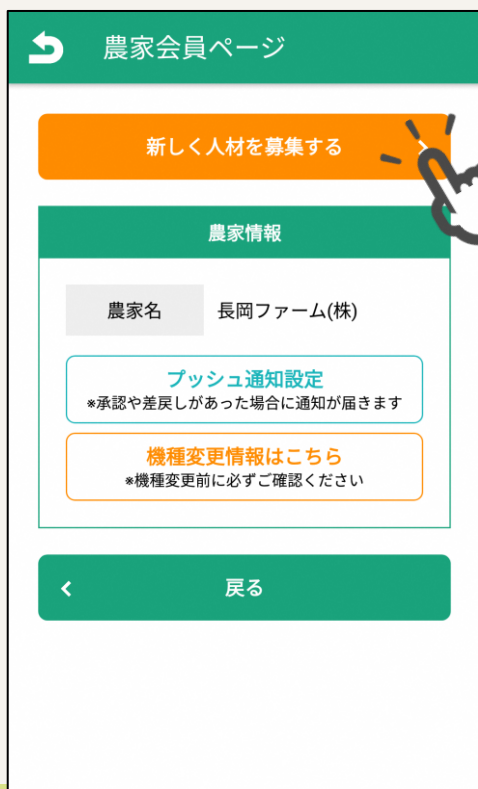 農家会員ページ
新しく人材を募集する
農家情報
農家名 長岡ファーム(株)
プッシュ通知設定
*承認や差戻しがあった場合に通知が届きます
機種変更情報はこちら
*機種変更前に必ずご確認ください
戻る